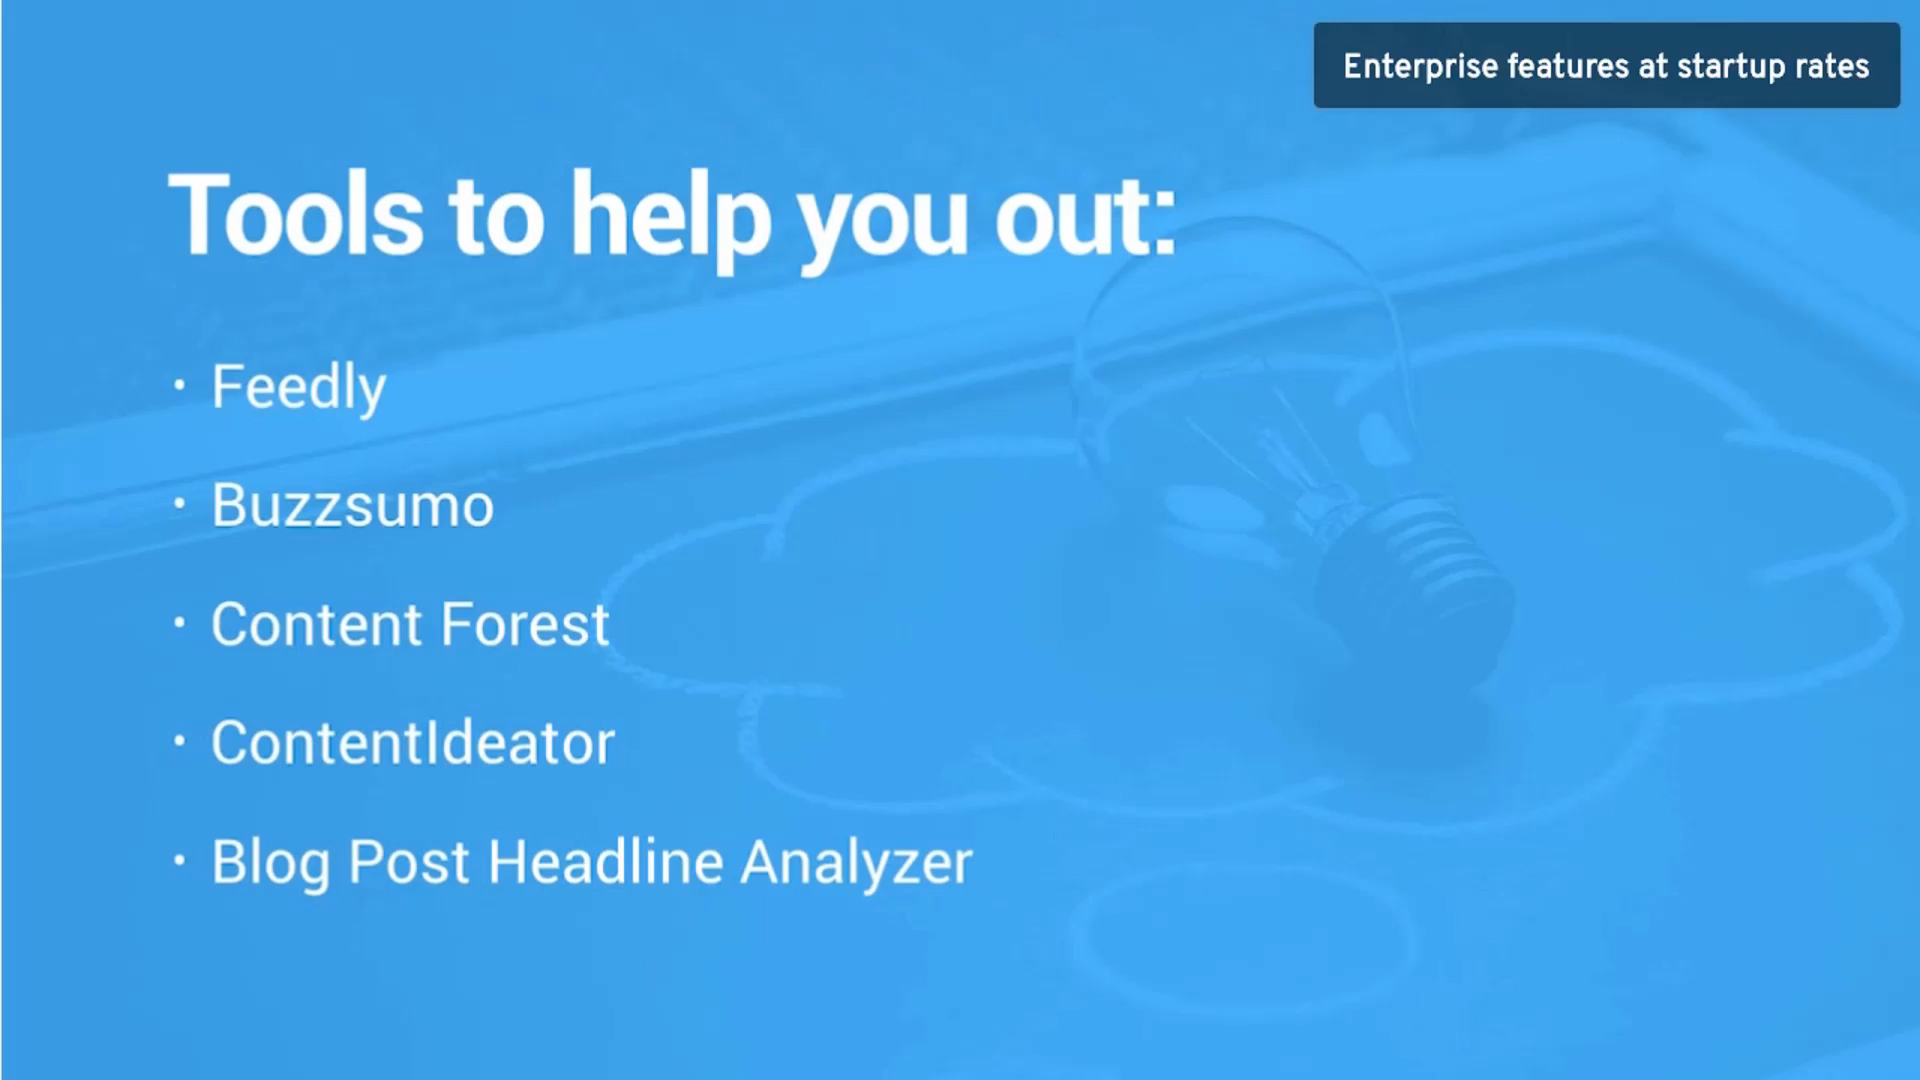 Enterprise features at startup rates
Tools to help you out:
• Feedly
• Buzzsumo
• Content Forest
• ContentIdeator
• Blog Post Headline Analyzer